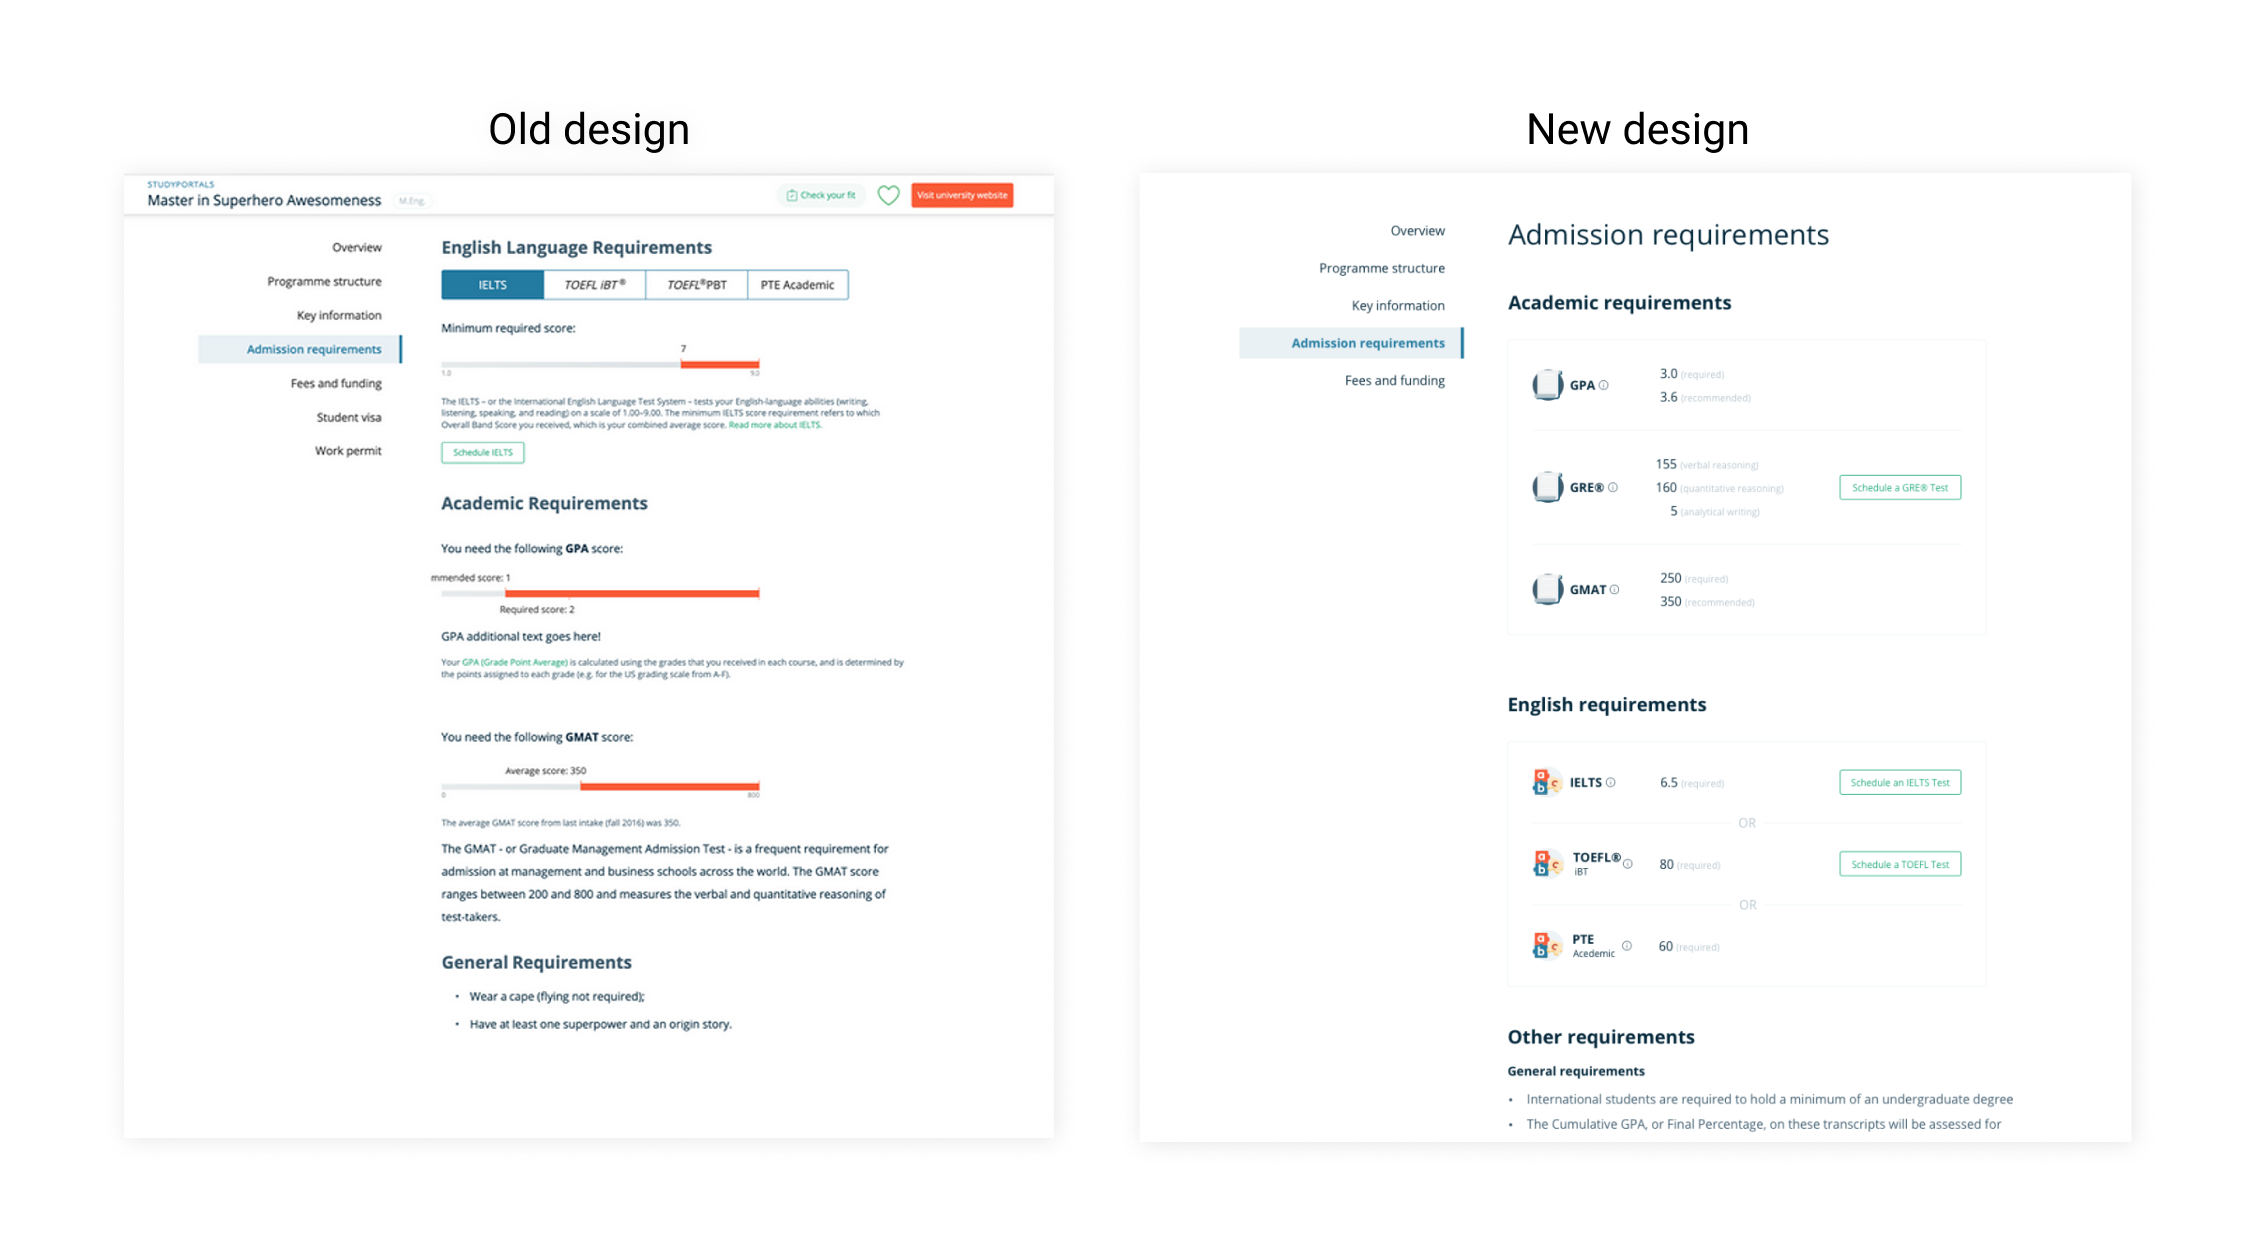 Old design
STUDYPORTALS
Master in Superhero Awesomeness M.Eng.
Check your fit
Visit university website
Overview
Programme structure
Key information
Admission requirements
Fees and funding
Student visa
Work permit
English Language Requirements
IELTS TOEFL iBT® TOEFL®PBT PTE Academic
Minimum required score:
7
1.0 9.0
The IELTS – or the International English Language Test System – tests your English-language abilities (writing,
listening, speaking, and reading) on a scale of 1.00–9.00. The minimum IELTS score requirement refers to which
Overall Band Score you received, which is your combined average score. Read more about IELTS.
Schedule IELTS
Academic Requirements
You need the following GPA score:
mmended score: 1
Required score: 2
GPA additional text goes here!
Your GPA (Grade Point Average) is calculated using the grades that you received in each course, and is determined by
the points assigned to each grade (e.g. for the US grading scale from A-F).
You need the following GMAT score:
Average score: 350
0 800
The average GMAT score from last intake (fall 2016) was 350.
The GMAT - or Graduate Management Admission Test - is a frequent requirement for
admission at management and business schools across the world. The GMAT score
ranges between 200 and 800 and measures the verbal and quantitative reasoning of
test-takers.
General Requirements
• Wear a cape (flying not required);
• Have at least one superpower and an origin story.
New design
Overview
Programme structure
Key information
Admission requirements
Fees and funding
Admission requirements
Academic requirements
GPA
3.0 (required)
3.6 (recommended)
GRE®
155 (verbal reasoning)
160 (quantitative reasoning)
5 (analytical writing)
Schedule a GRE® Test
GMAT
250 (required)
350 (recommended)
English requirements
a b c IELTS 6.5 (required) Schedule an IELTS Test
OR
a b c TOEFL® iBT 80 (required) Schedule a TOEFL Test
OR
a b c PTE Acedemic 60 (required)
Other requirements
General requirements
• International students are required to hold a minimum of an undergraduate degree
• The Cumulative GPA, or Final Percentage, on these transcripts will be assessed for